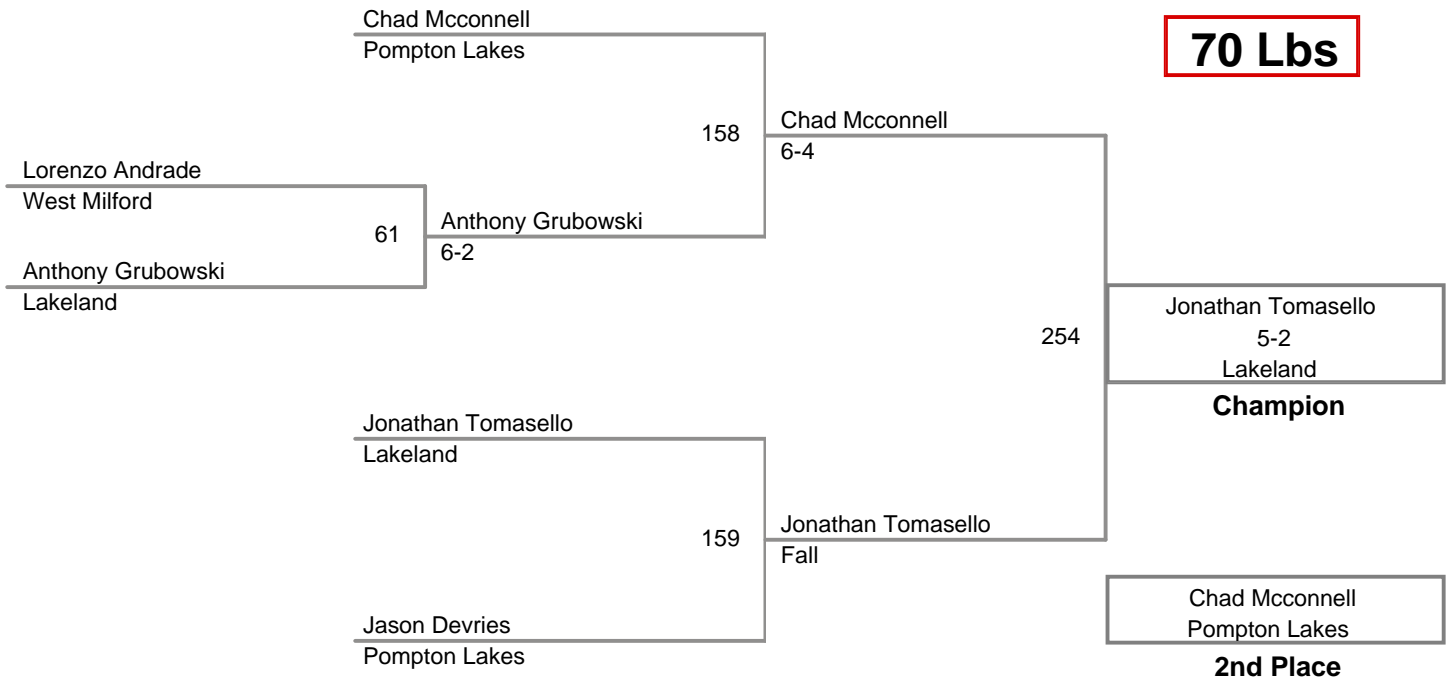 Chad Mcconnell
Pompton Lakes
70 Lbs
158
Chad Mcconnell
6-4
Lorenzo Andrade
West Milford
61
Anthony Grubowski
6-2
Anthony Grubowski
Lakeland
254
Jonathan Tomasello
5-2
Lakeland
Champion
Jonathan Tomasello
Lakeland
159
Jonathan Tomasello
Fall
Jason Devries
Pompton Lakes
Chad Mcconnell
Pompton Lakes
2nd Place